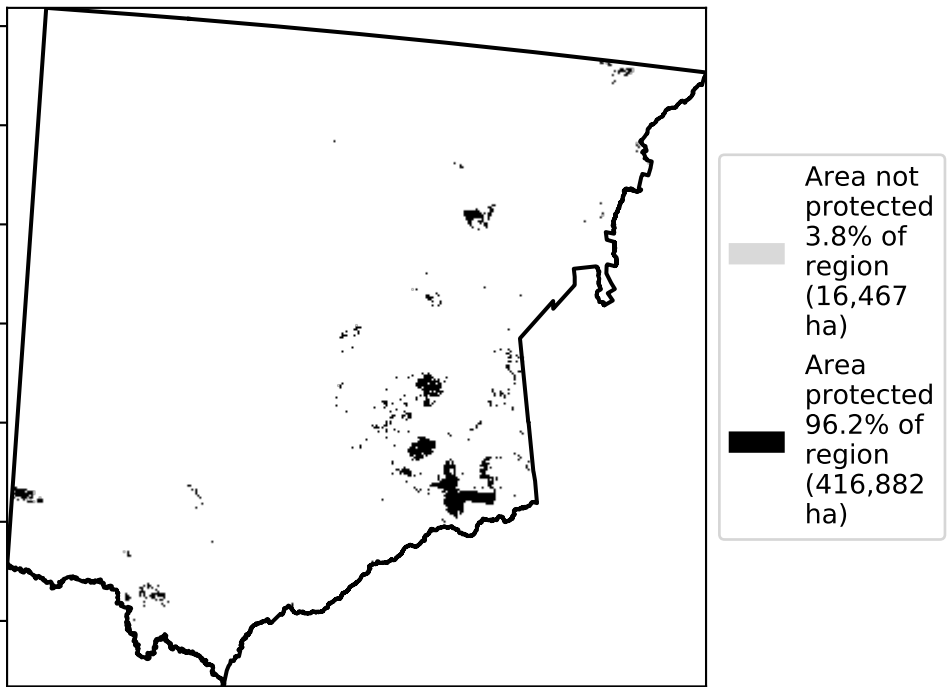 Area not
protected
3.8% of
region
(16,467
ha)
Area
protected
96.2% of
region
(416,882
ha)